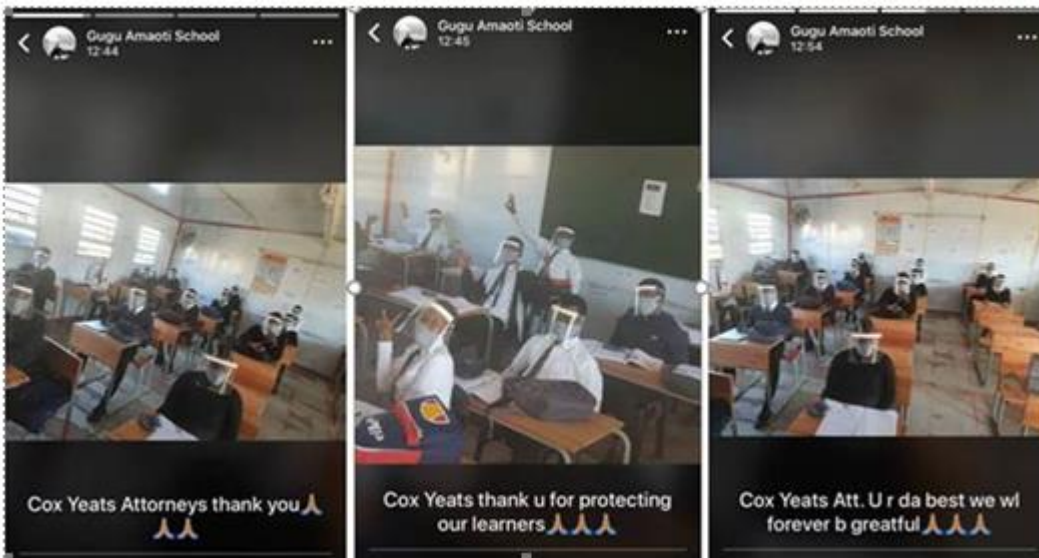 Gugu Amaoti School
12:44
Cox Yeats Attorneys thank you🙏🏽
🙏🏽🙏🏽
Gugu Amaoti School
12:45
Cox Yeats thank u for protecting
our learners🙏🏽🙏🏽🙏🏽
Gugu Amaoti School
12:54
Cox Yeats Att. U r da best we wl
forever b greatful🙏🏽🙏🏽🙏🏽